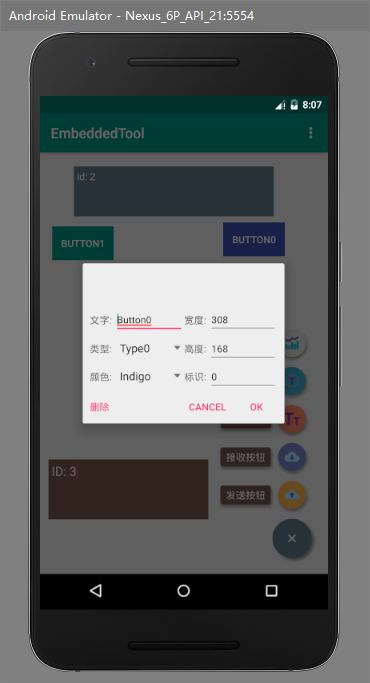 Android Emulator - Nexus_6P_API_21:5554
8:07
EmbeddedTool
id: 2
BUTTON1
BUTTON0
文字: Button0 宽度: 308
类型: Type0 高度: 168
颜色: Indigo 标识: 0
删除 CANCEL OK
Tт
接收按钮
ID: 3
发送按钮